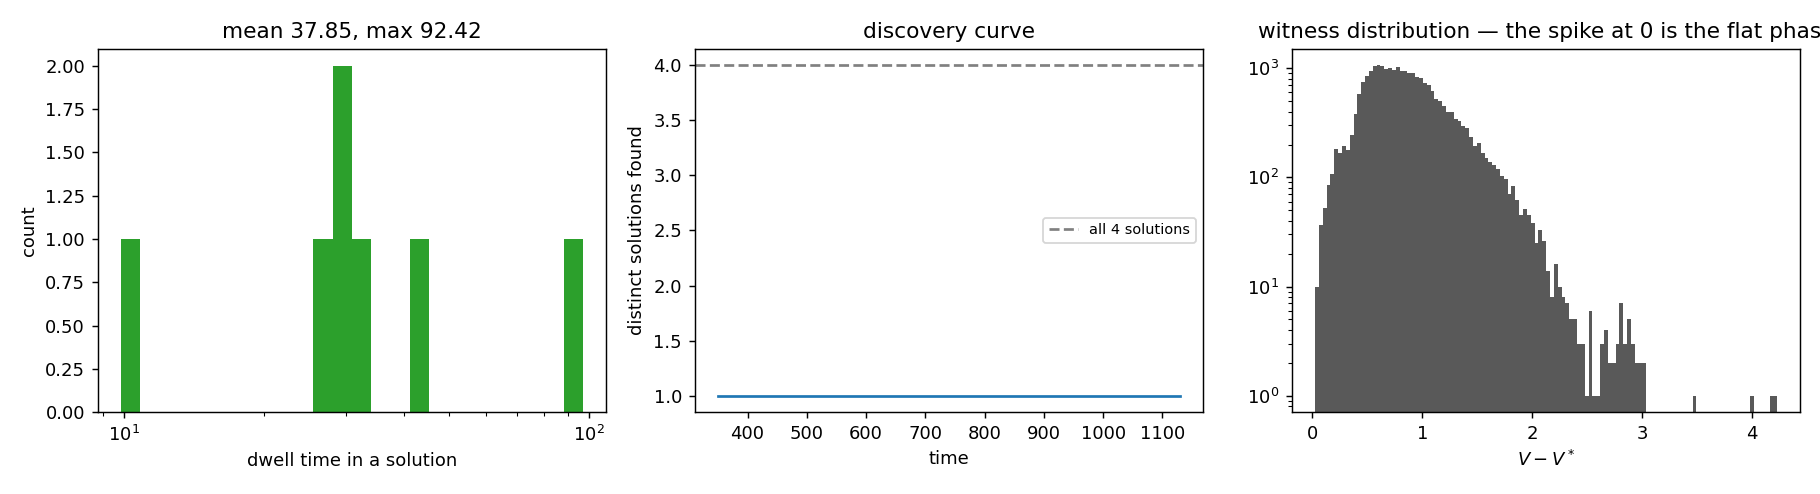 mean 37.85, max 92.42
2.00
1.75
1.50
1.25
1.00
0.75
0.50
0.25
0.00
count
10¹
10²
dwell time in a solution
discovery curve
4.0
3.5
3.0
2.5
2.0
1.5
1.0
distinct solutions found
all 4 solutions
400 500 600 700 800 900 1000 1100
time
witness distribution — the spike at 0 is the flat phas
10³
10²
10¹
10⁰
0 1 2 3 4
V − V*